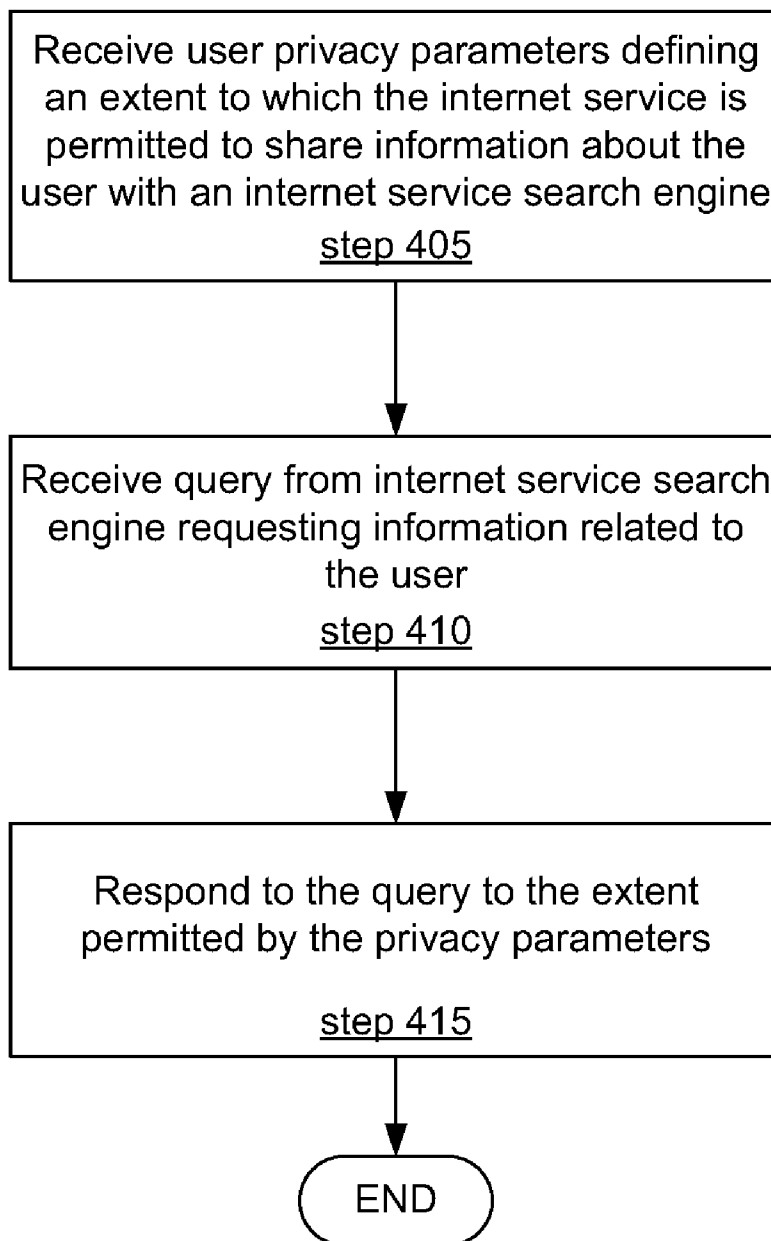 Receive user privacy parameters defining
an extent to which the internet service is
permitted to share information about the
user with an internet service search engine
step 405
Receive query from internet service search
engine requesting information related to
the user
step 410
Respond to the query to the extent
permitted by the privacy parameters
step 415
END